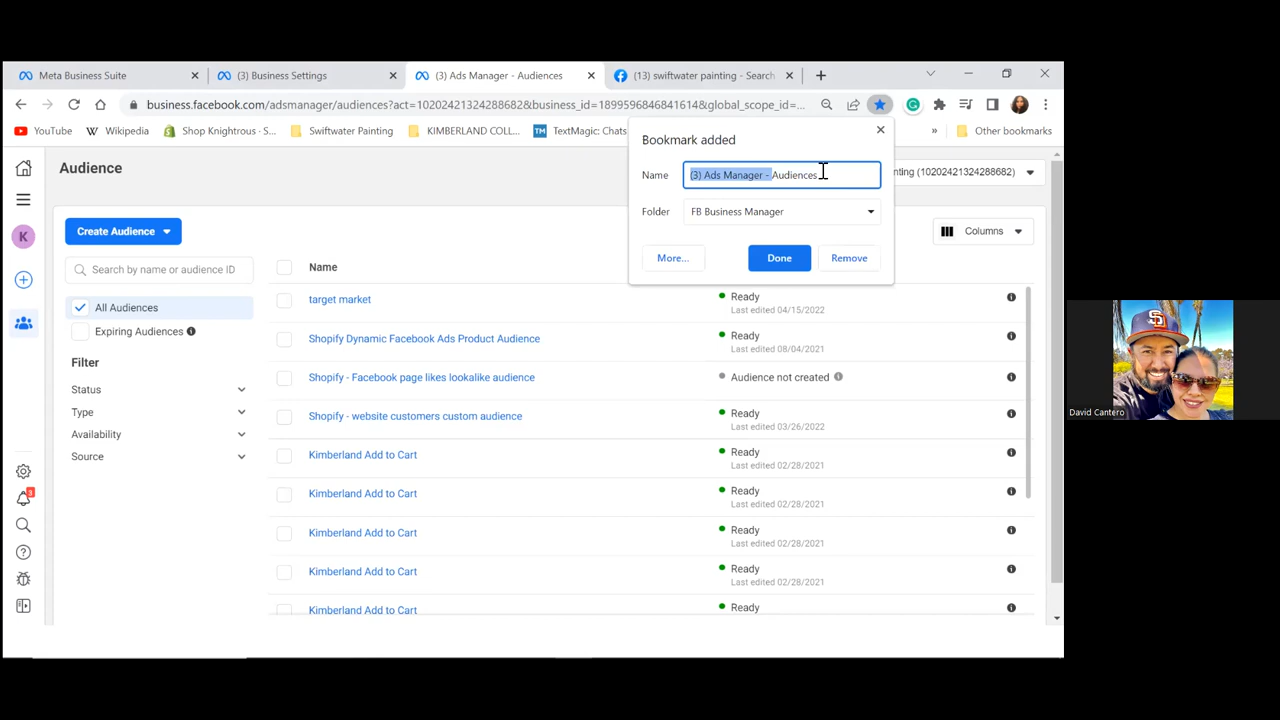 Meta Business Suite
(3) Business Settings
(3) Ads Manager - Audiences
(13) swiftwater painting - Search
business.facebook.com/adsmanager/audiences?act=10202421324288682&business_id=1899596846841614&global_scope_id=...
YouTube
Wikipedia
Shop Knightrous - S...
Swiftwater Painting
KIMBERLAND COLL...
TextMagic: Chats
»
Other bookmarks
Bookmark added
Name
(3) Ads Manager - Audiences
Folder
FB Business Manager
More...
Done
Remove
Audience
nting (10202421324288682)
K
Create Audience
Columns
Search by name or audience ID
Name
All Audiences
Expiring Audiences
Filter
Status
Type
Availability
Source
target market
Ready
Last edited 04/15/2022
Shopify Dynamic Facebook Ads Product Audience
Ready
Last edited 08/04/2021
Shopify - Facebook page likes lookalike audience
Audience not created
Shopify - website customers custom audience
Ready
Last edited 03/26/2022
Kimberland Add to Cart
Ready
Last edited 02/28/2021
Kimberland Add to Cart
Ready
Last edited 02/28/2021
Kimberland Add to Cart
Ready
Last edited 02/28/2021
Kimberland Add to Cart
Ready
Last edited 02/28/2021
Kimberland Add to Cart
Ready
3
David Cantero